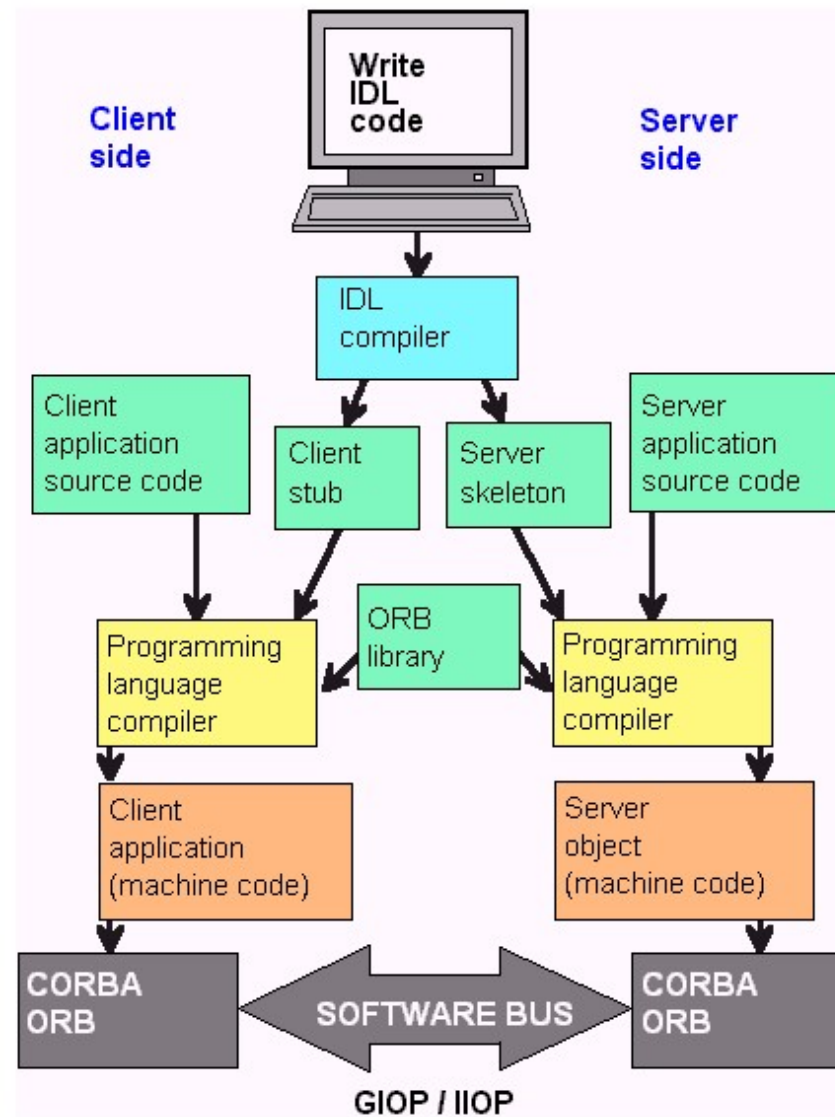 Write
IDL
code
Client
side
Server
side
IDL
compiler
Client
application
source code
Client
stub
Server
skeleton
Server
application
source code
Programming
language
compiler
ORB
library
Programming
language
compiler
Client
application
(machine code)
Server
object
(machine code)
CORBA
ORB
SOFTWARE BUS
CORBA
ORB
GIOP / IIOP